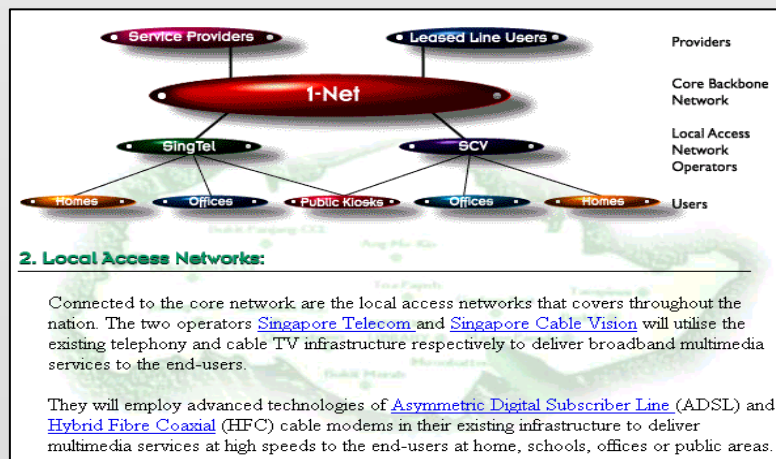 Service Providers
Leased Line Users
Providers
1-Net
Core Backbone
Network
SingTel
SCV
Local Access
Network
Operators
Homes
Offices
Public Kiosks
Offices
Homes
Users
2. Local Access Networks:
Connected to the core network are the local access networks that covers throughout the
nation. The two operators Singapore Telecom and Singapore Cable Vision will utilise the
existing telephony and cable TV infrastructure respectively to deliver broadband multimedia
services to the end-users.
They will employ advanced technologies of Asymmetric Digital Subscriber Line (ADSL) and
Hybrid Fibre Coaxial (HFC) cable modems in their existing infrastructure to deliver
multimedia services at high speeds to the end-users at home, schools, offices or public areas.